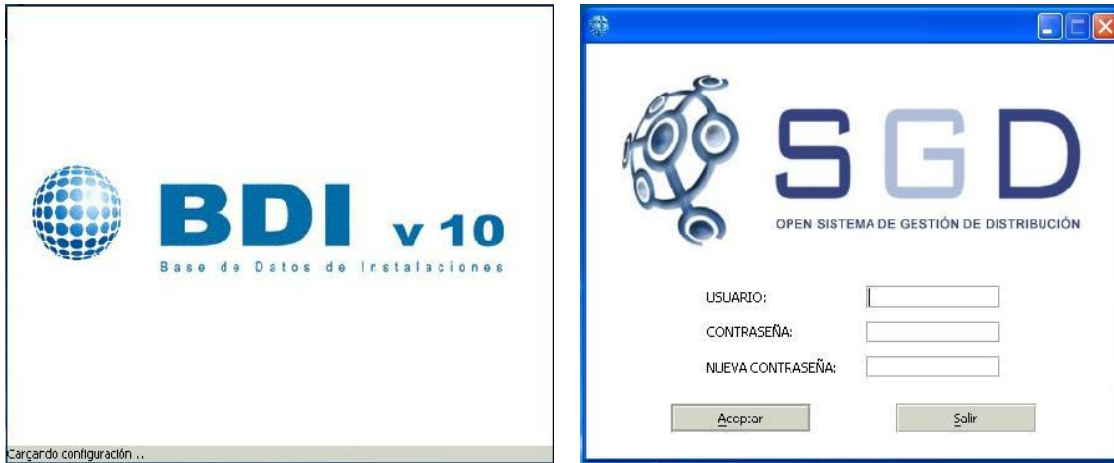 BDI v 10
Base de Datos de Instalaciones
Cargando configuración ..
SGD
OPEN SISTEMA DE GESTIÓN DE DISTRIBUCIÓN
USUARIO:
CONTRASEÑA:
NUEVA CONTRASEÑA:
Aceptar
Salir